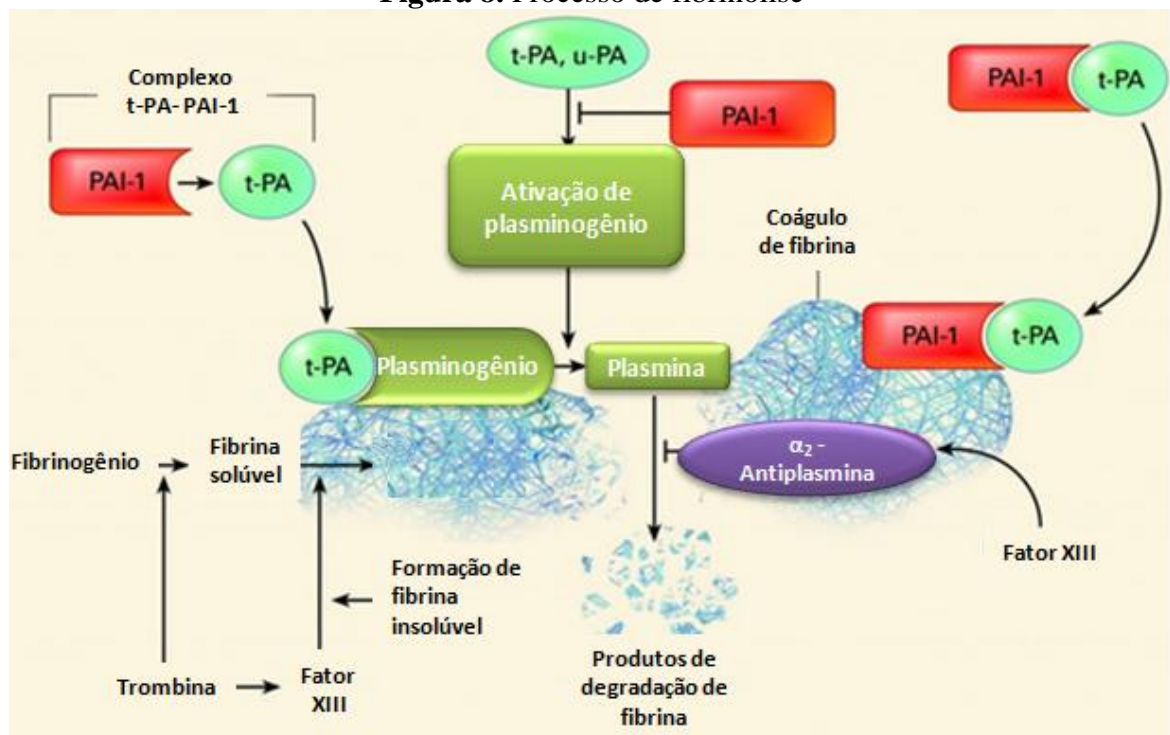 Figura Processo de fibrinólise
Complexo
t-PA- PAI-1
PAI-1
t-PA
t-PA, u-PA
PAI-1
PAI-1
t-PA
Ativação de
plasminogênio
Coágulo
de fibrina
PAI-1
t-PA
t-PA
Plasminogênio
Plasmina
α2 -
Antiplasmina
Fibrinogênio
Fibrina
solúvel
Fator XIII
Formação de
fibrina
insolúvel
Trombina
Fator
XIII
Produtos de
degradação de
fibrina